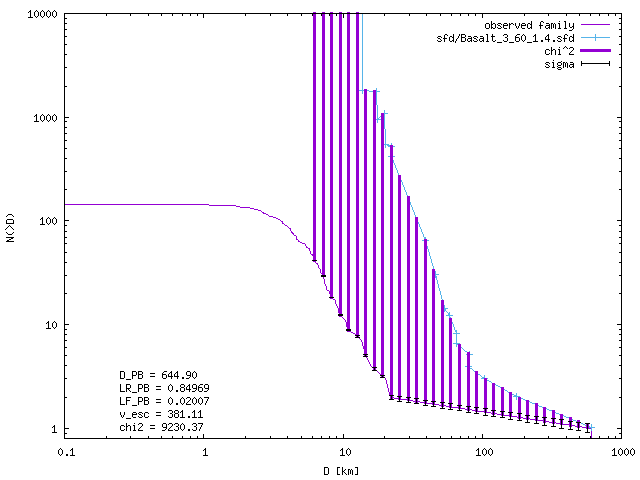 10000
1000
100
10
1
N(>D)
observed family
sfd/Basalt_3_60_1.4.sfd
chi^2
sigma
D_PB = 644.90
LR_PB = 0.84969
LF_PB = 0.02007
v_esc = 381.11
chi2 = 9230.37
0.1 1 10 100 1000
D [km]